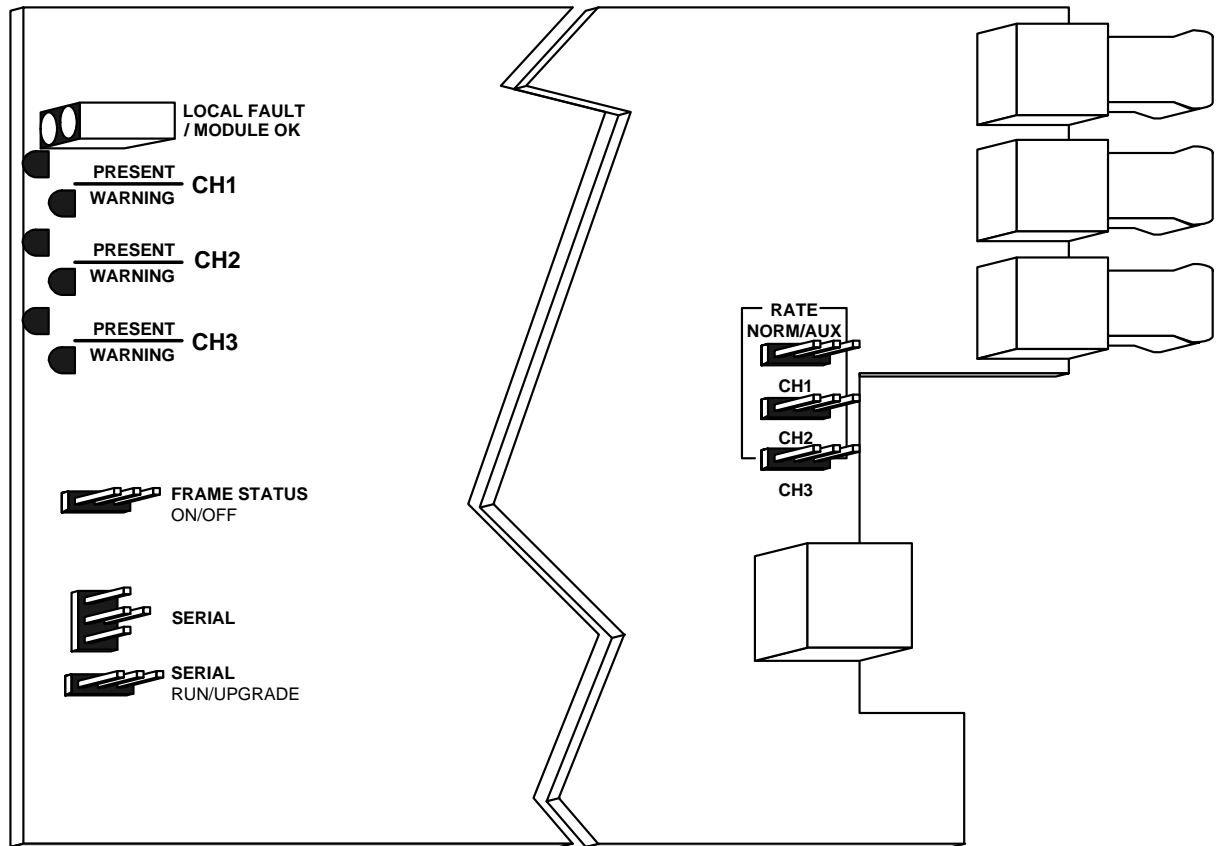 LOCAL FAULT
/ MODULE OK
PRESENT
WARNING
CH1
PRESENT
WARNING
CH2
PRESENT
WARNING
CH3
FRAME STATUS
ON/OFF
SERIAL
SERIAL
RUN/UPGRADE
RATE
NORM/AUX
CH1
CH2
CH3